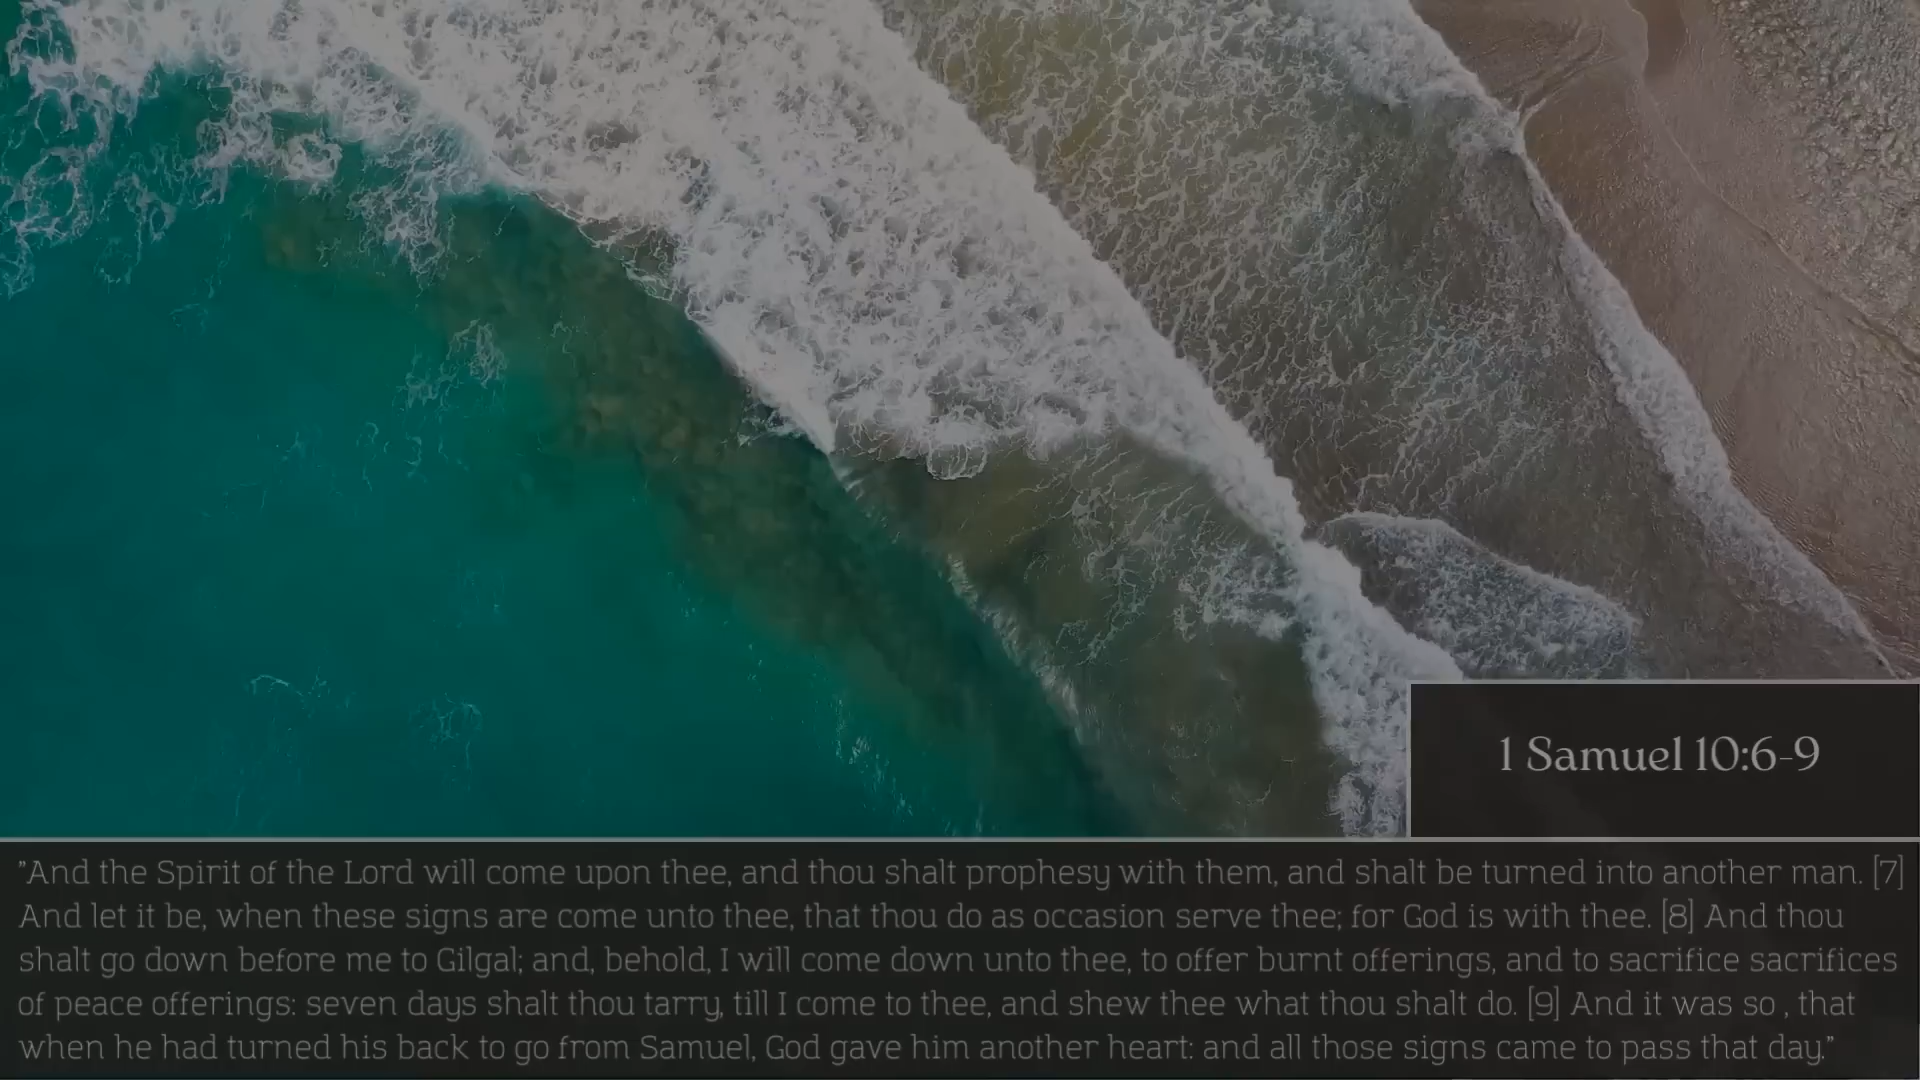 1 Samuel 10:6-9
"And the Spirit of the Lord will come upon thee, and thou shalt prophesy with them, and shalt be turned into another man. [7]
And let it be, when these signs are come unto thee, that thou do as occasion serve thee; for God is with thee. [8] And thou
shalt go down before me to Gilgal; and, behold, I will come down unto thee, to offer burnt offerings, and to sacrifice sacrifices
of peace offerings: seven days shalt thou tarry, till I come to thee, and shew thee what thou shalt do. [9] And it was so , that
when he had turned his back to go from Samuel, God gave him another heart: and all those signs came to pass that day."